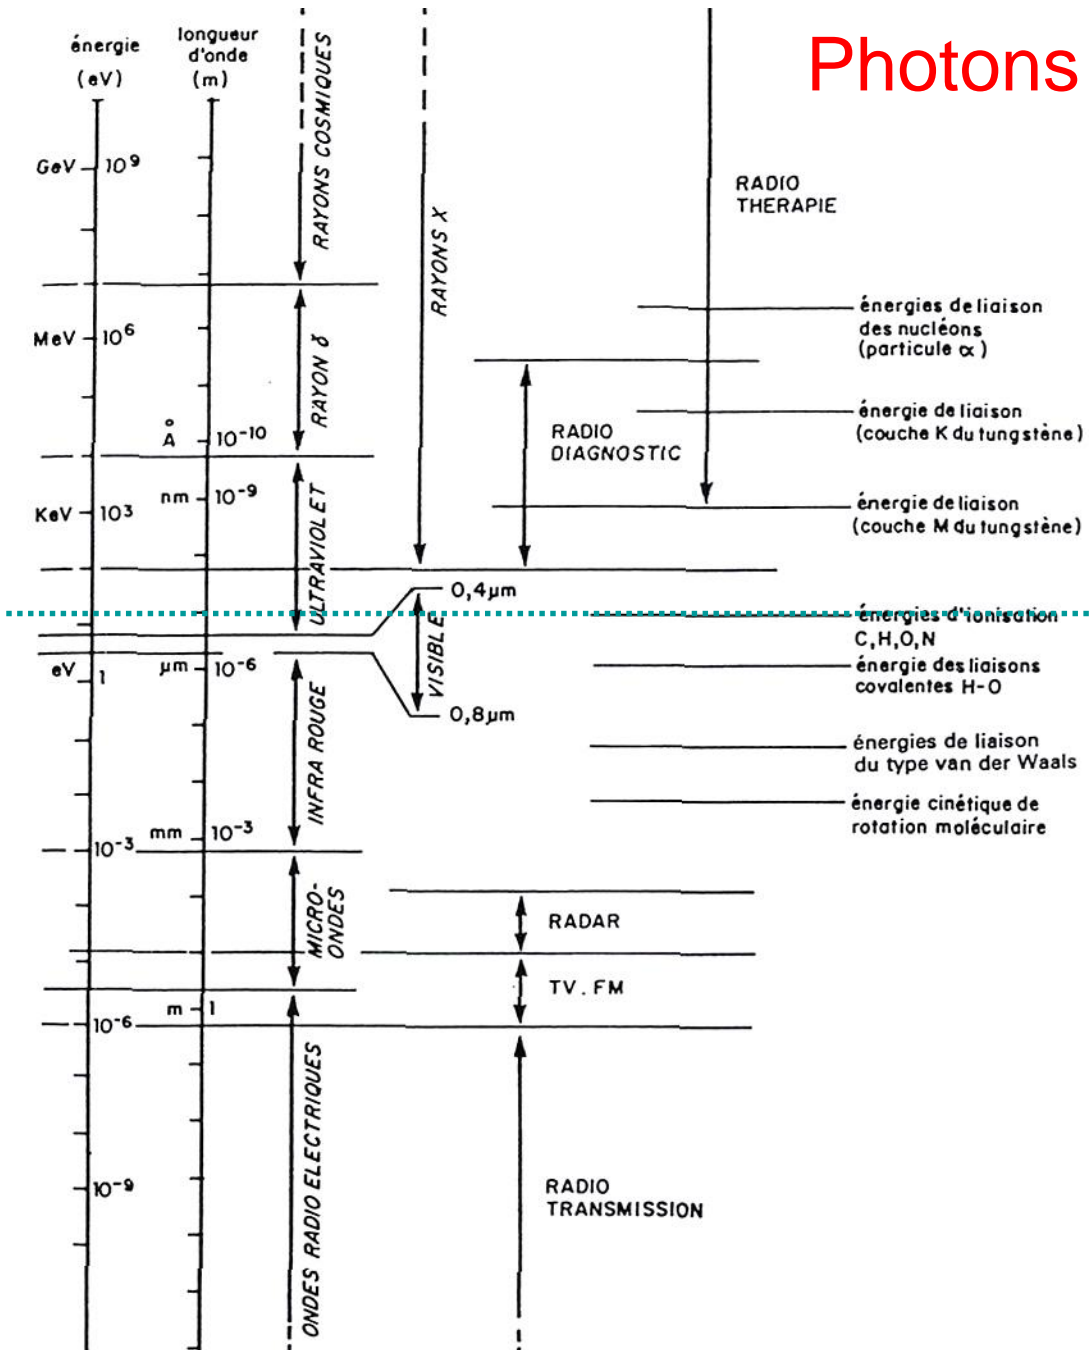 Photons
énergie
(eV)
longueur
d'onde
(m)
GeV 10⁹
MeV 10⁶
Å 10⁻¹⁰
nm 10⁻⁹
KeV 103
eV 1
µm 10⁻⁶
mm 10⁻³
10⁻³
m 1
10⁻⁶
10⁻⁹
RAYONS COSMIQUES
RAYON ɣ
ULTRAVIOLET
INFRA ROUGE
MICRO-
ONDES
ONDES RADIO ELECTRIQUES
RAYONS X
0,4µm
VISIBLE
0,8µm
RADIO
DIAGNOSTIC
RADAR
TV. FM
RADIO
TRANSMISSION
RADIO
THERAPIE
énergies de liaison
des nucléons
(particule α)
énergie de liaison
(couche K du tungstène)
énergie de liaison
(couche M du tungstène)
énergies d'ionisation
C,H,O,N
énergie des liaisons
covalentes H-O
énergies de liaison
du type van der Waals
énergie cinétique de
rotation moléculaire